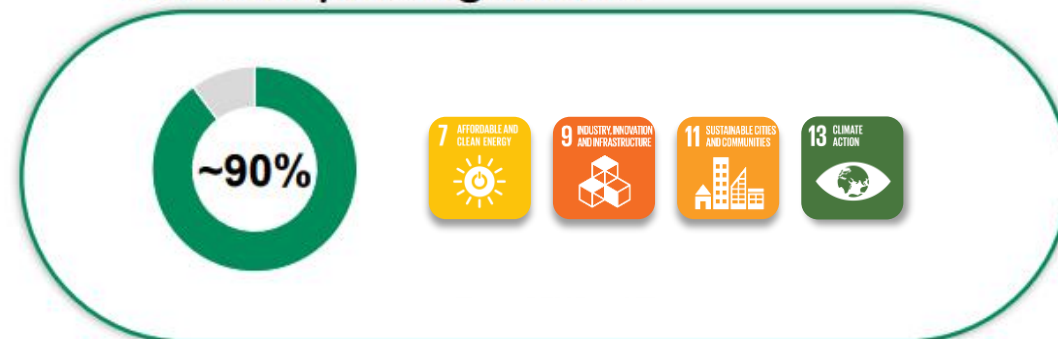 ~90%
7 AFFORDABLE AND
CLEAN ENERGY
9 INDUSTRY, INNOVATION
AND INFRASTRUCTURE
11 SUSTAINABLE CITIES
AND COMMUNITIES
13 CLIMATE
ACTION